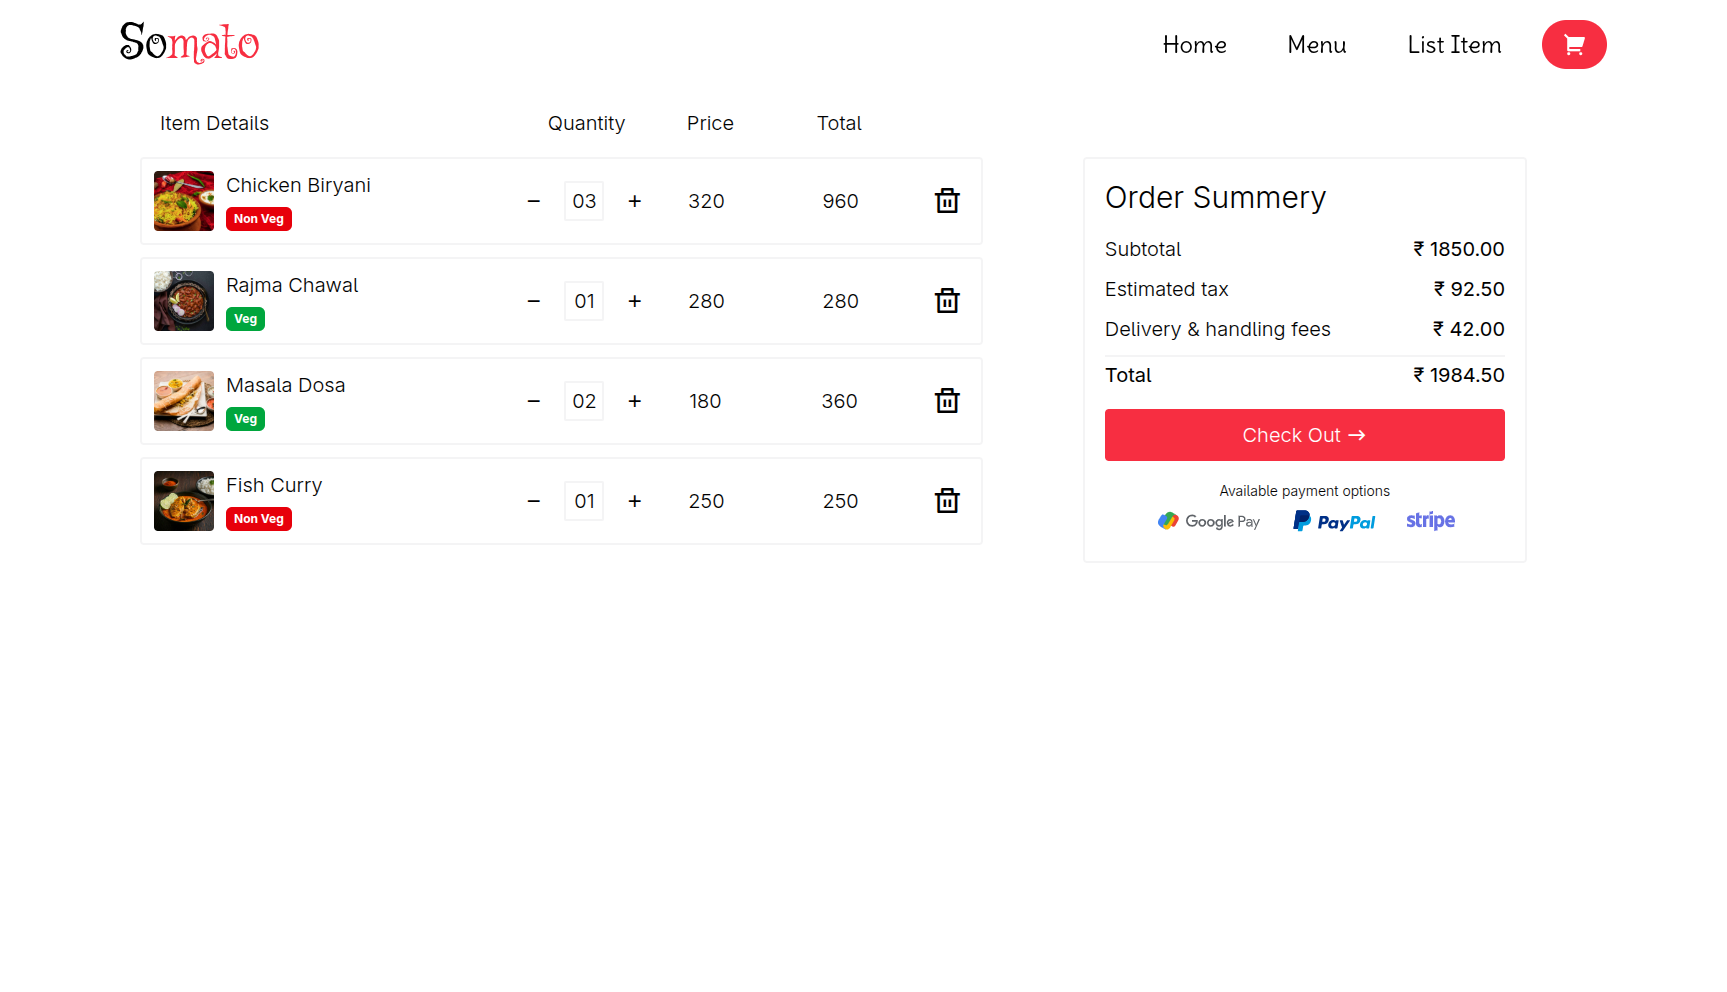 Somato
Home Menu List Item
Item Details Quantity Price Total
Chicken Biryani
Non Veg
− 03 + 320 960
Rajma Chawal
Veg
− 01 + 280 280
Masala Dosa
Veg
− 02 + 180 360
Fish Curry
Non Veg
− 01 + 250 250
Order Summery
Subtotal ₹ 1850.00
Estimated tax ₹ 92.50
Delivery & handling fees ₹ 42.00
Total ₹ 1984.50
Check Out →
Available payment options
Google Pay PayPal stripe